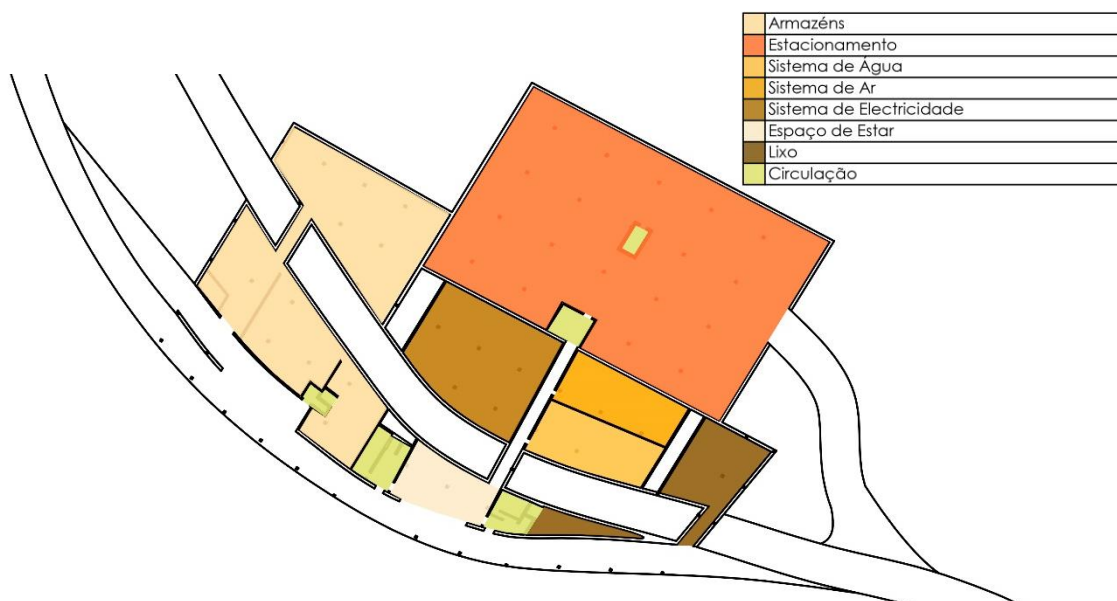 Armazéns
Estacionamento
Sistema de Água
Sistema de Ar
Sistema de Electricidade
Espaço de Estar
Lixo
Circulação